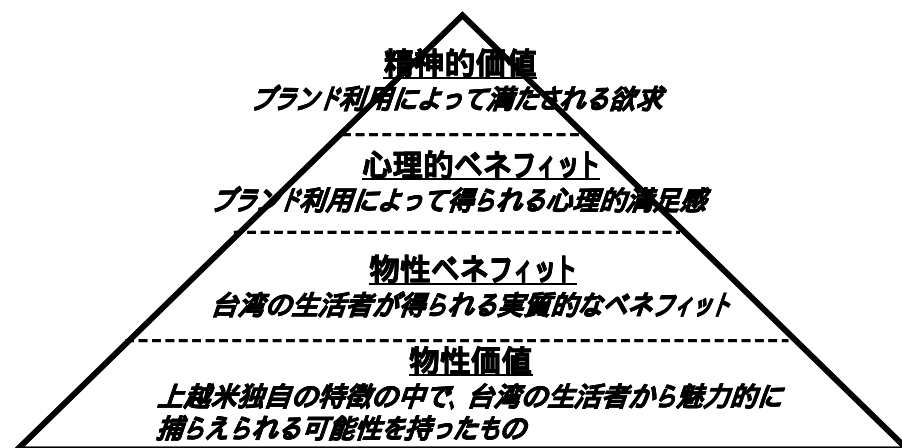 精神的価値
ブランド利用によって満たされる欲求
心理的ベネフィット
ブランド利用によって得られる心理的満足感
物性ベネフィット
台湾の生活者が得られる実質的なベネフィット
物性価値
上越米独自の特徴の中で、台湾の生活者から魅力的に
捕らえられる可能性を持ったもの